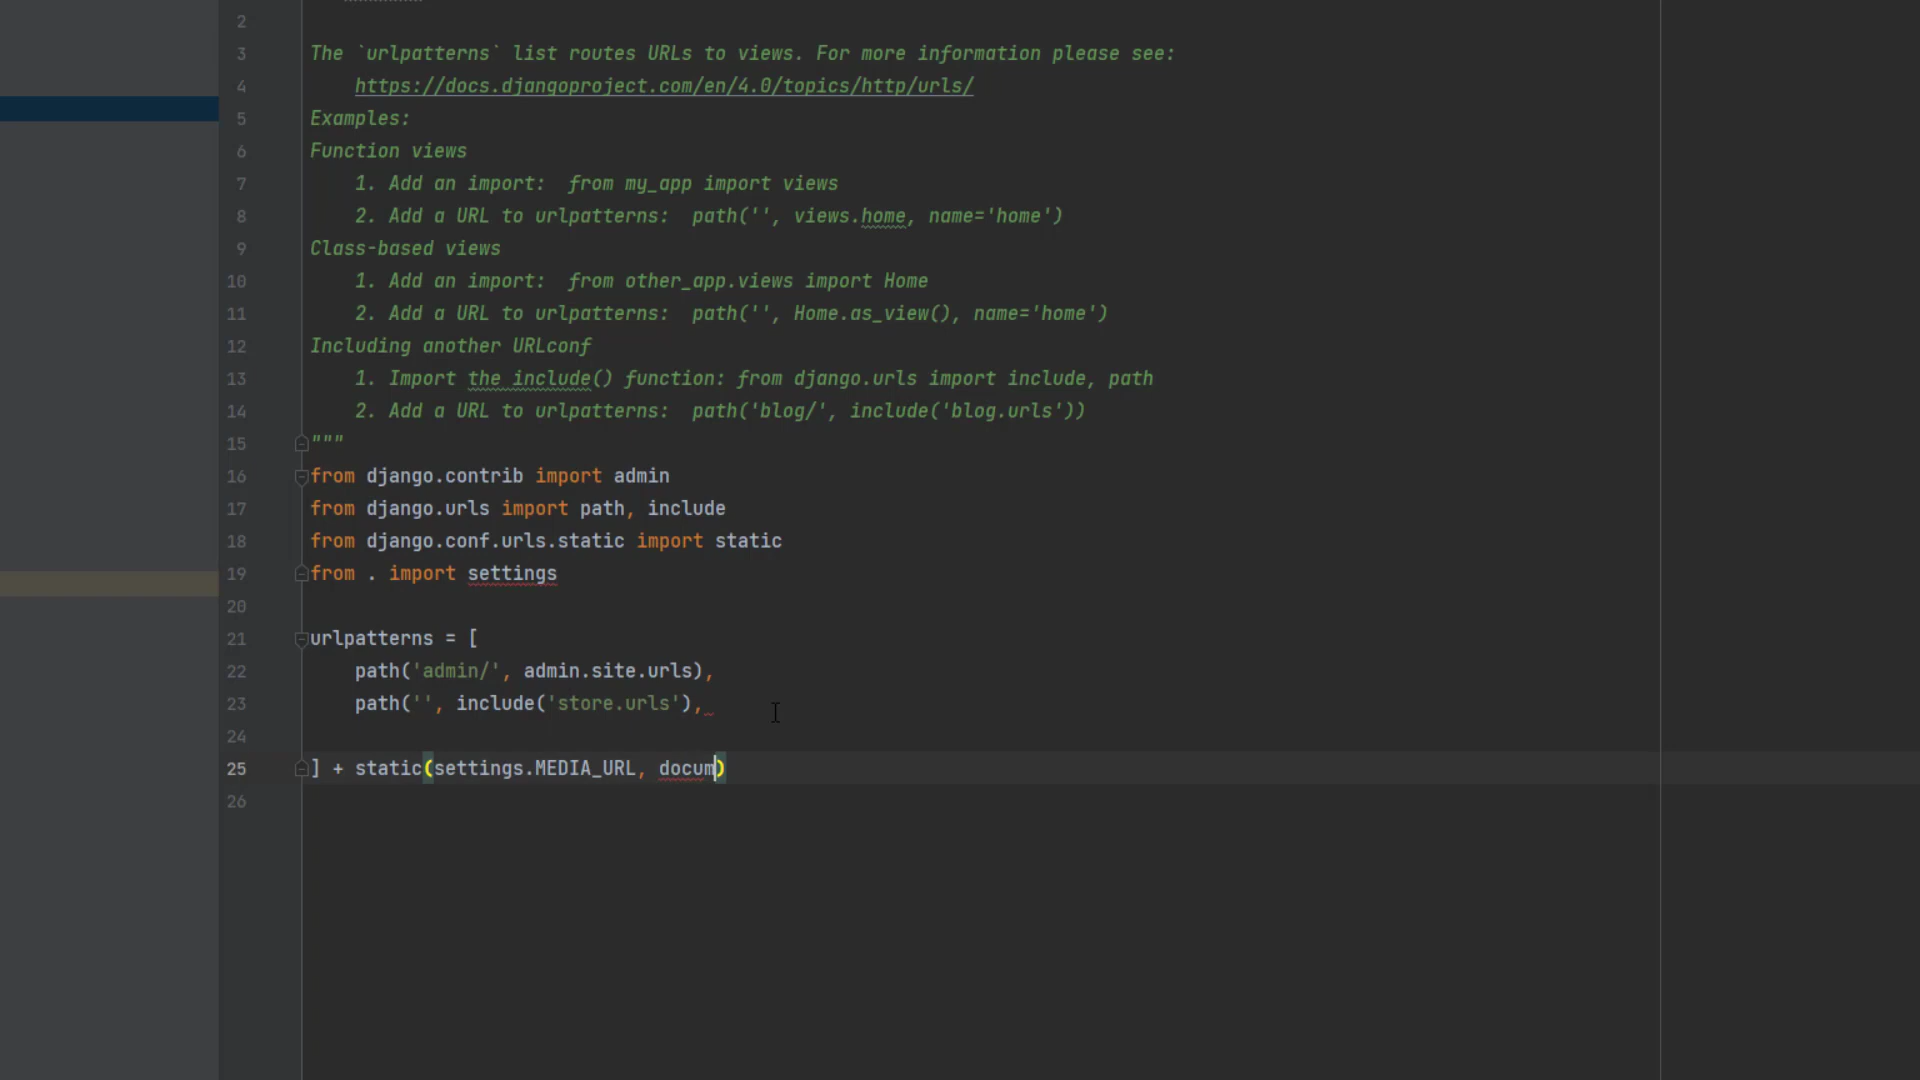 2
3 The `urlpatterns` list routes URLs to views. For more information please see:
4 https://docs.djangoproject.com/en/4.0/topics/http/urls/
5 Examples:
6 Function views
7 1. Add an import:  from my_app import views
8 2. Add a URL to urlpatterns:  path('', views.home, name='home')
9 Class-based views
10 1. Add an import:  from other_app.views import Home
11 2. Add a URL to urlpatterns:  path('', Home.as_view(), name='home')
12 Including another URLconf
13 1. Import the include() function: from django.urls import include, path
14 2. Add a URL to urlpatterns:  path('blog/', include('blog.urls'))
15 """
16 from django.contrib import admin
17 from django.urls import path, include
18 from django.conf.urls.static import static
19 from . import settings
20
21 urlpatterns = [
22 path('admin/', admin.site.urls),
23 path('', include('store.urls'),
24
25 ] + static(settings.MEDIA_URL, docum)
26